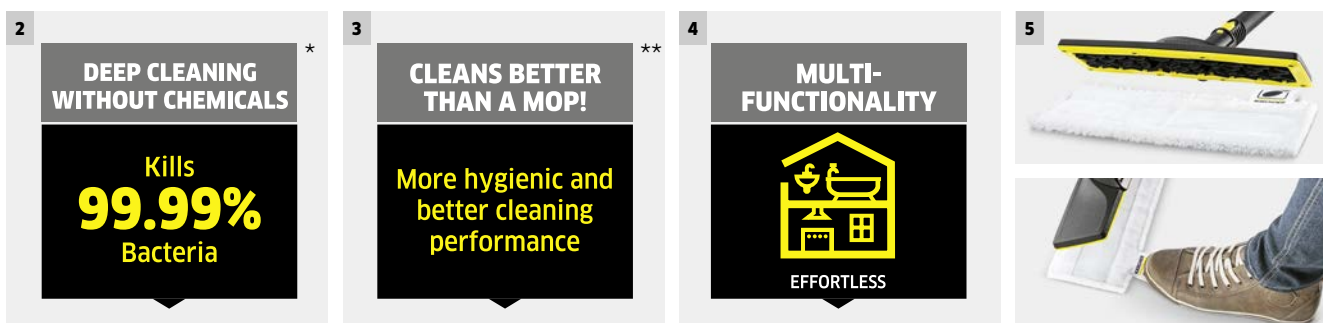 2
DEEP CLEANING
WITHOUT CHEMICALS
*
Kills
99.99%
Bacteria
3
CLEANS BETTER
THAN A MOP!
**
More hygienic and
better cleaning
performance
4
MULTI-
FUNCTIONALITY
EFFORTLESS
5